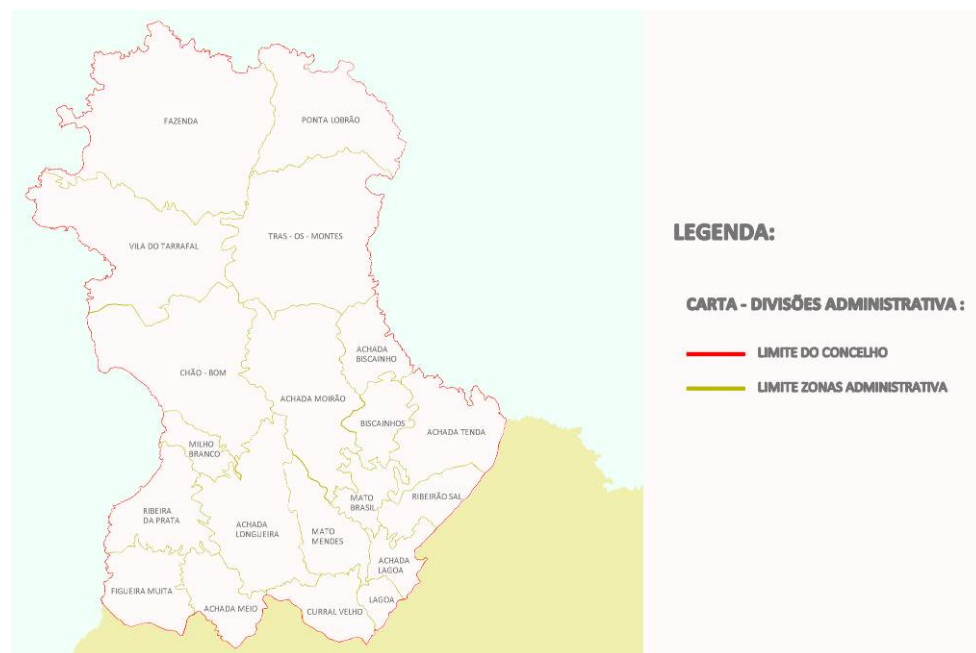 FAZENDA
PONTA LOBRÃO
VILA DO TARRAFAL
TRAS - OS - MONTES
CHÃO - BOM
ACHADA
BISCAINHO
ACHADA MOIRÃO
BISCAINHOS
ACHADA TENDA
MILHO
BRANCO
RIBEIRA
DA PRATA
ACHADA
LONGUEIRA
MATO
MENDES
MATO
BRASIL
RIBEIRÃO SAL
ACHADA
LAGOA
FIGUEIRA MUITA
ACHADA MEIO
CURRAL VELHO
LAGOA
LEGENDA:
CARTA - DIVISÕES ADMINISTRATIVA :
LIMITE DO CONCELHO
LIMITE ZONAS ADMINISTRATIVA